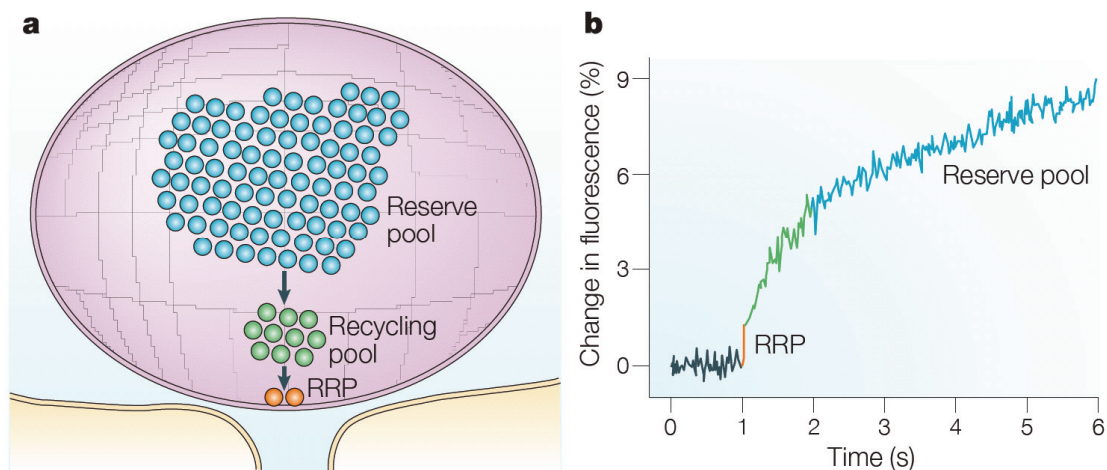 a
Reserve
pool
Recycling
pool
RRP
b
Change in fluorescence (%)
9
6
3
0
Reserve pool
RRP
0 1 2 3 4 5 6
Time (s)